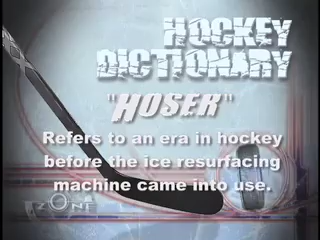 HOCKEY
DICTIONARY
"HOSER"
Refers to an era in hockey
before the ice resurfacing
machine came into use.
ZONE